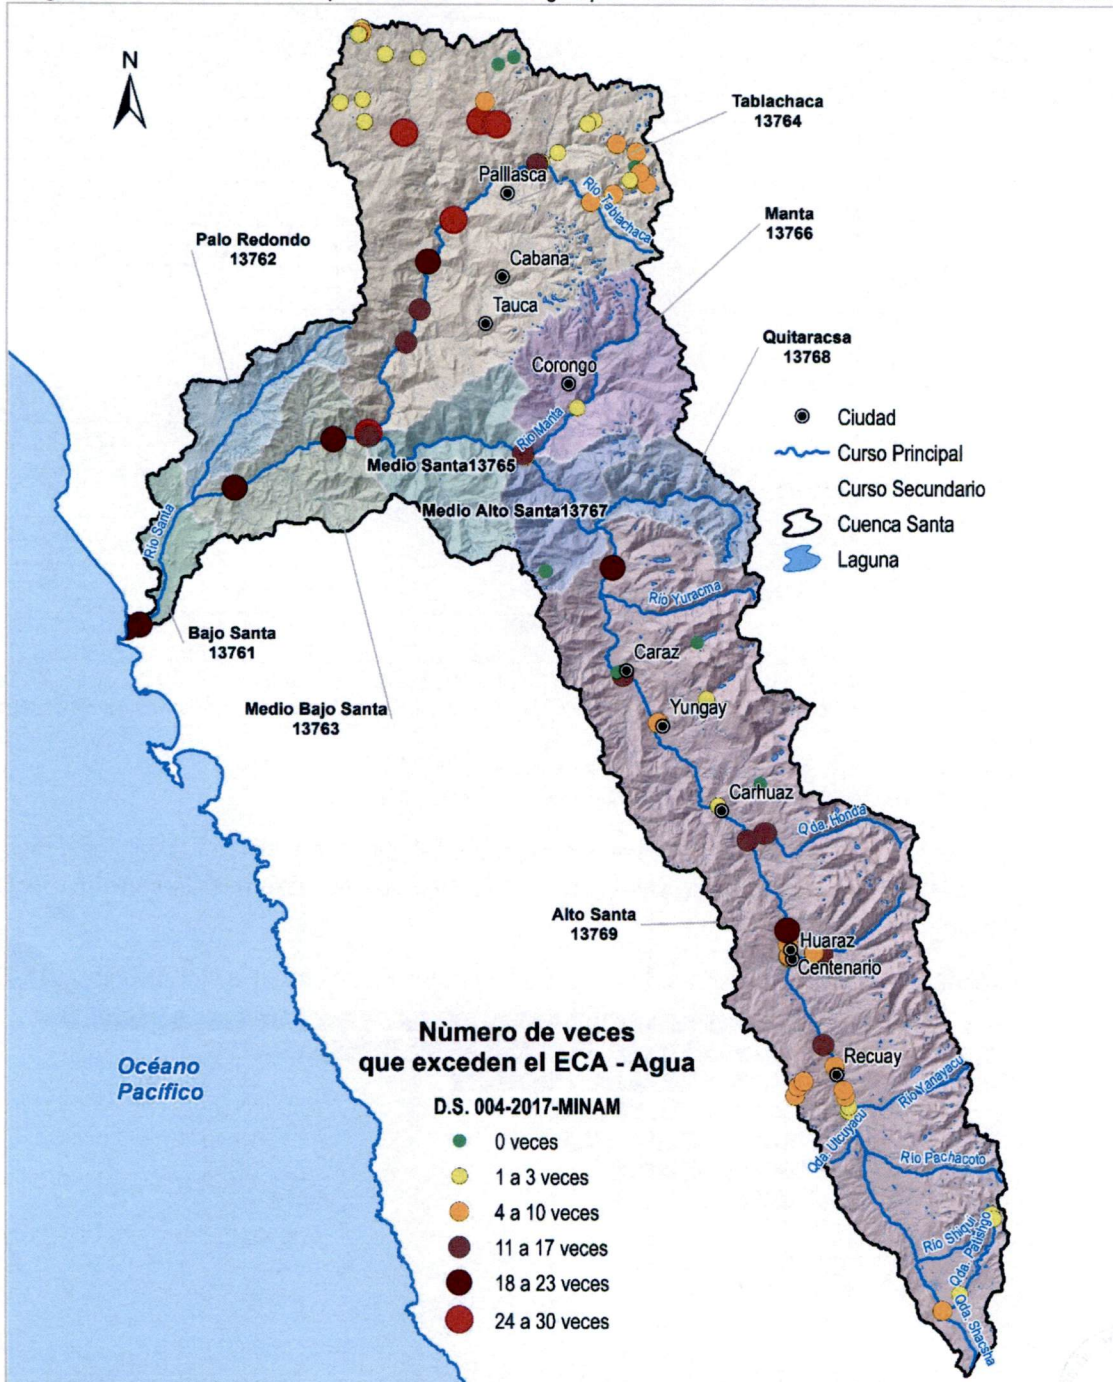 N
Tablachaca
13764
Palllasca
Rio Tablachaca
Manta
13766
Palo Redondo
13762
Cabana
Tauca
Quitaracsa
13768
Corongo
Rio Manta
Ciudad
Curso Principal
Curso Secundario
Cuenca Santa
Laguna
Medio Santa13765
Medio Alto Santa13767
Rio Santa
Rio Yuracma
Bajo Santa
13761
Caraz
Medio Bajo Santa
13763
Yungay
Carhuaz
Qda. Honda
Alto Santa
13769
Huaraz
Centenario
Nùmero de veces
que exceden el ECA - Agua
Recuay
Océano
Pacífico
D.S. 004-2017-MINAM
Rio Yanayacu
0 veces
Qda. Utcuyacu
Rio Pachacoto
1 a 3 veces
4 a 10 veces
Rio Shiqui
Qda. Patishgo
11 a 17 veces
18 a 23 veces
Qda. Shacsha
24 a 30 veces